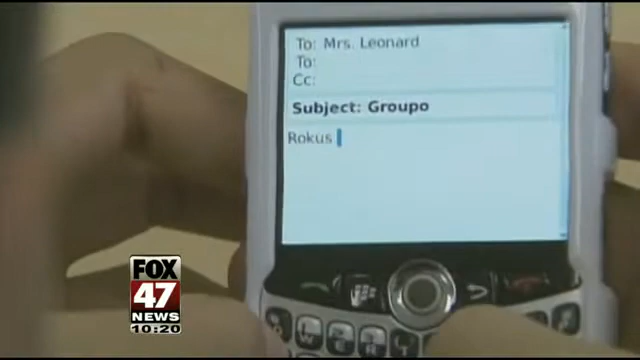 To: Mrs. Leonard
To:
Cc:
Subject: Groupo
Rokus
FOX
47
NEWS
10:20